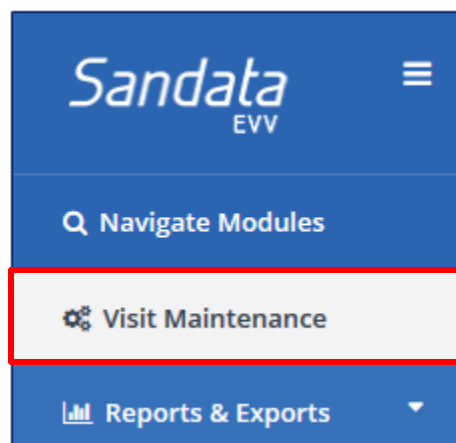 Sandata
EVV
Navigate Modules
Visit Maintenance
Reports & Exports